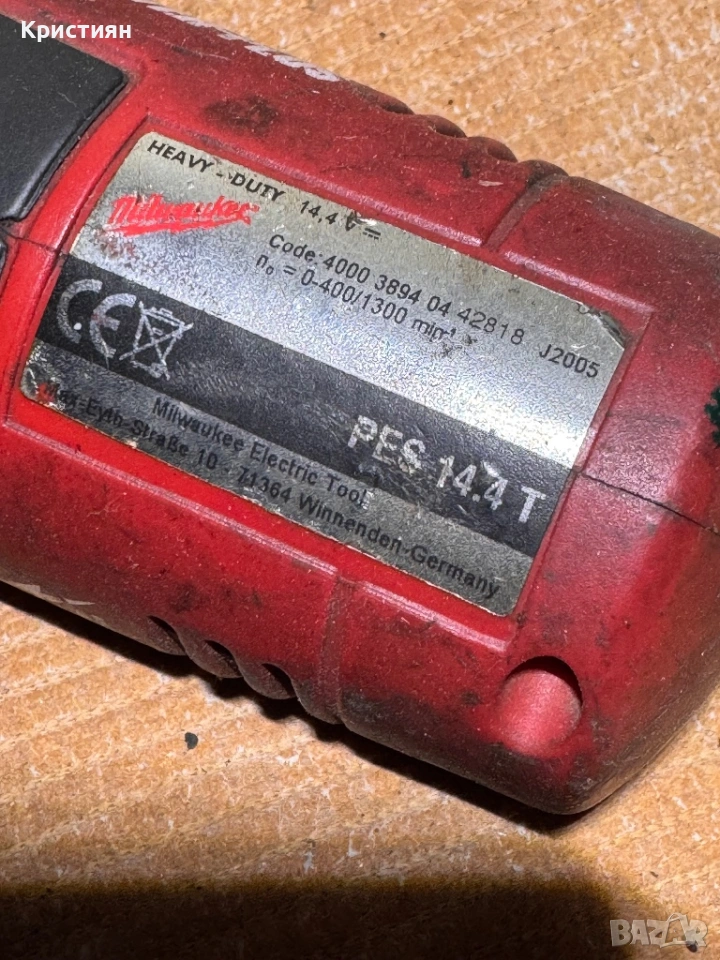 Кристиян
HEAVY - DUTY 14.4 V
Milwaukee
Code: 4000 3894 04 42818 J2005
n₀ = 0-400/1300 min⁻¹
CE
PES 14.4 T
Milwaukee Electric Tool
Max-Eyth-Straße 10 - 71364 Winnenden-Germany
BAZAR